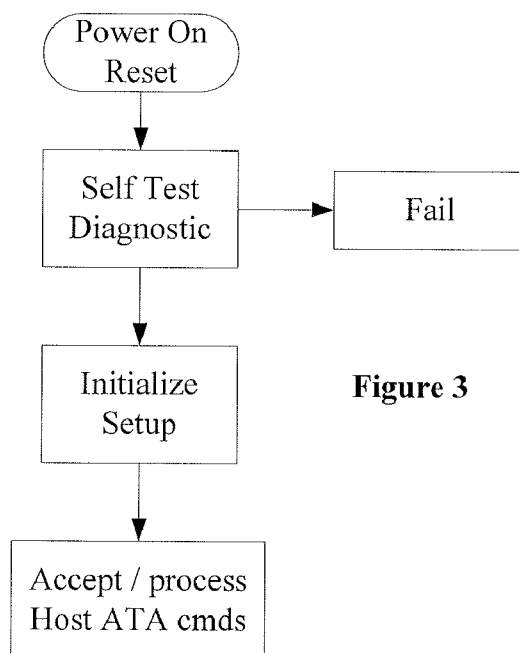 Power On
Reset
Self Test
Diagnostic
Fail
Initialize
Setup
Figure 3
Accept / process
Host ATA cmds